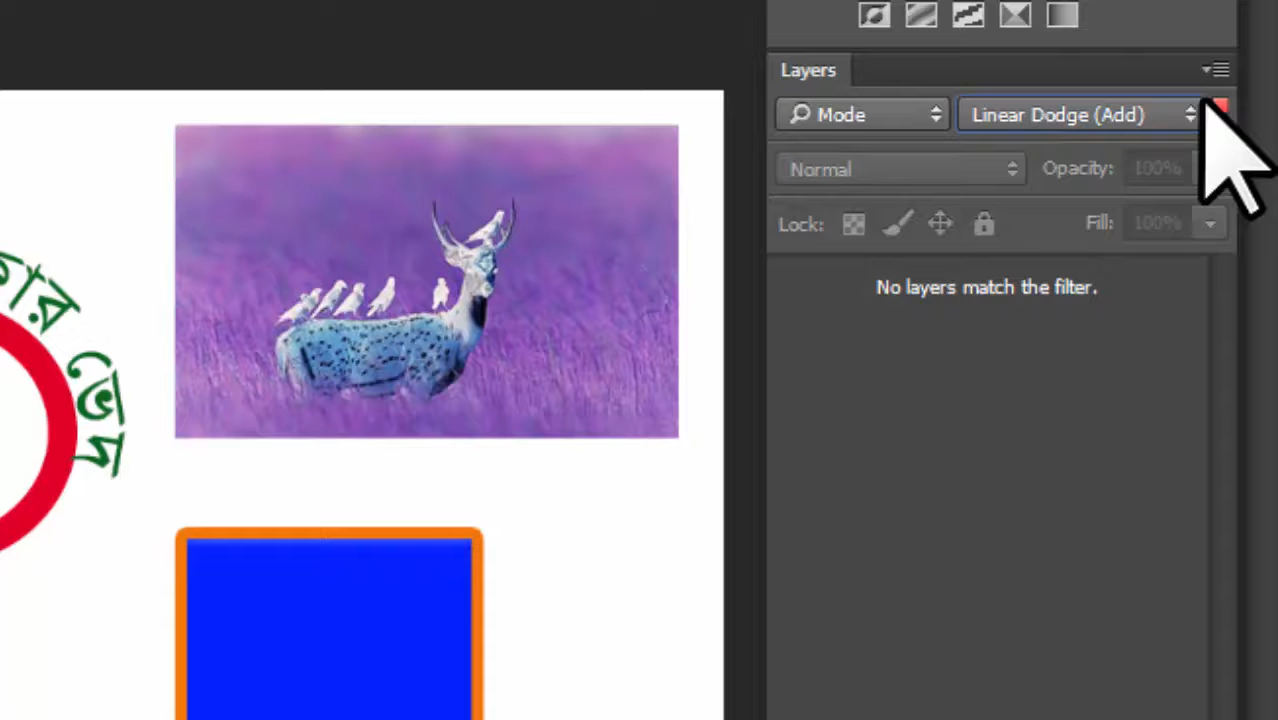 Layers
Mode
Linear Dodge (Add)
Normal
Opacity:
100%
Lock:
Fill:
100%
No layers match the filter.
ভেদ